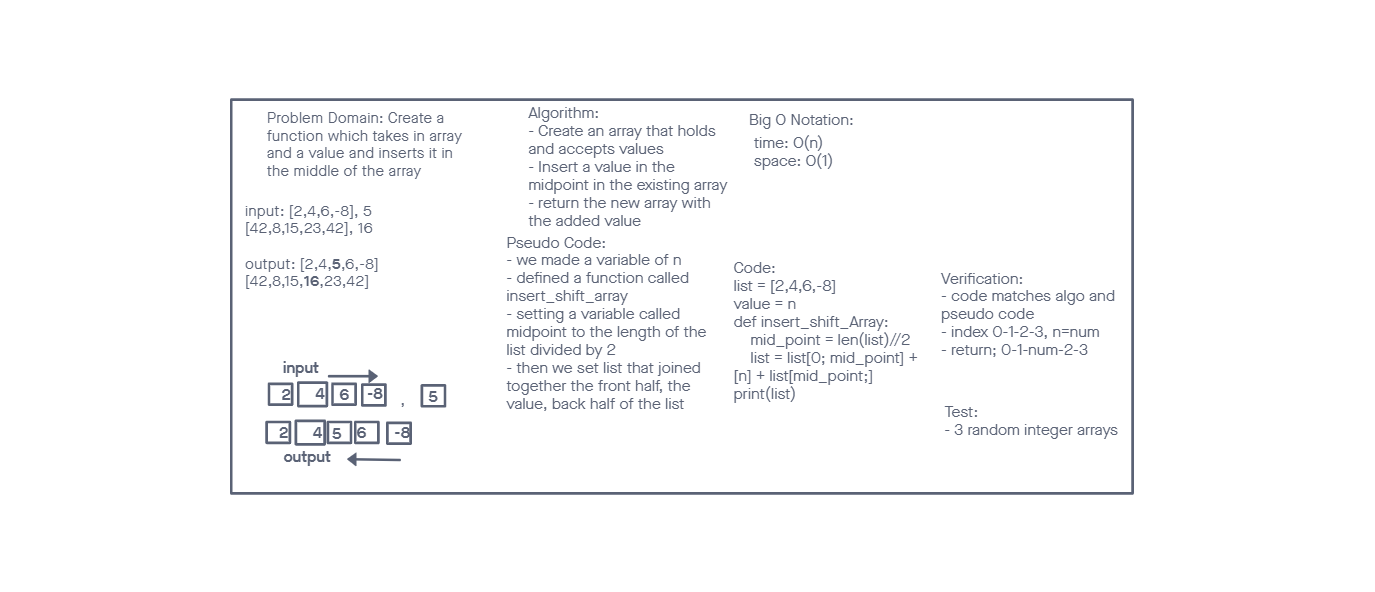 Problem Domain: Create a
function which takes in array
and a value and inserts it in
the middle of the array
input: [2,4,6,-8], 5
[42,8,15,23,42], 16
output: [2,4,5,6,-8]
[42,8,15,16,23,42]
input
2 4 6 -8 , 5
2 4 5 6 -8
output
Algorithm:
- Create an array that holds
and accepts values
- Insert a value in the
midpoint in the existing array
- return the new array with
the added value
Pseudo Code:
- we made a variable of n
- defined a function called
insert_shift_array
- setting a variable called
midpoint to the length of the
list divided by 2
- then we set list that joined
together the front half, the
value, back half of the list
Big O Notation:
time: O(n)
space: O(1)
Code:
list = [2,4,6,-8]
value = n
def insert_shift_Array:
mid_point = len(list)//2
list = list[0; mid_point] +
[n] + list[mid_point;]
print(list)
Verification:
- code matches algo and
pseudo code
- index 0-1-2-3, n=num
- return; 0-1-num-2-3
Test:
- 3 random integer arrays